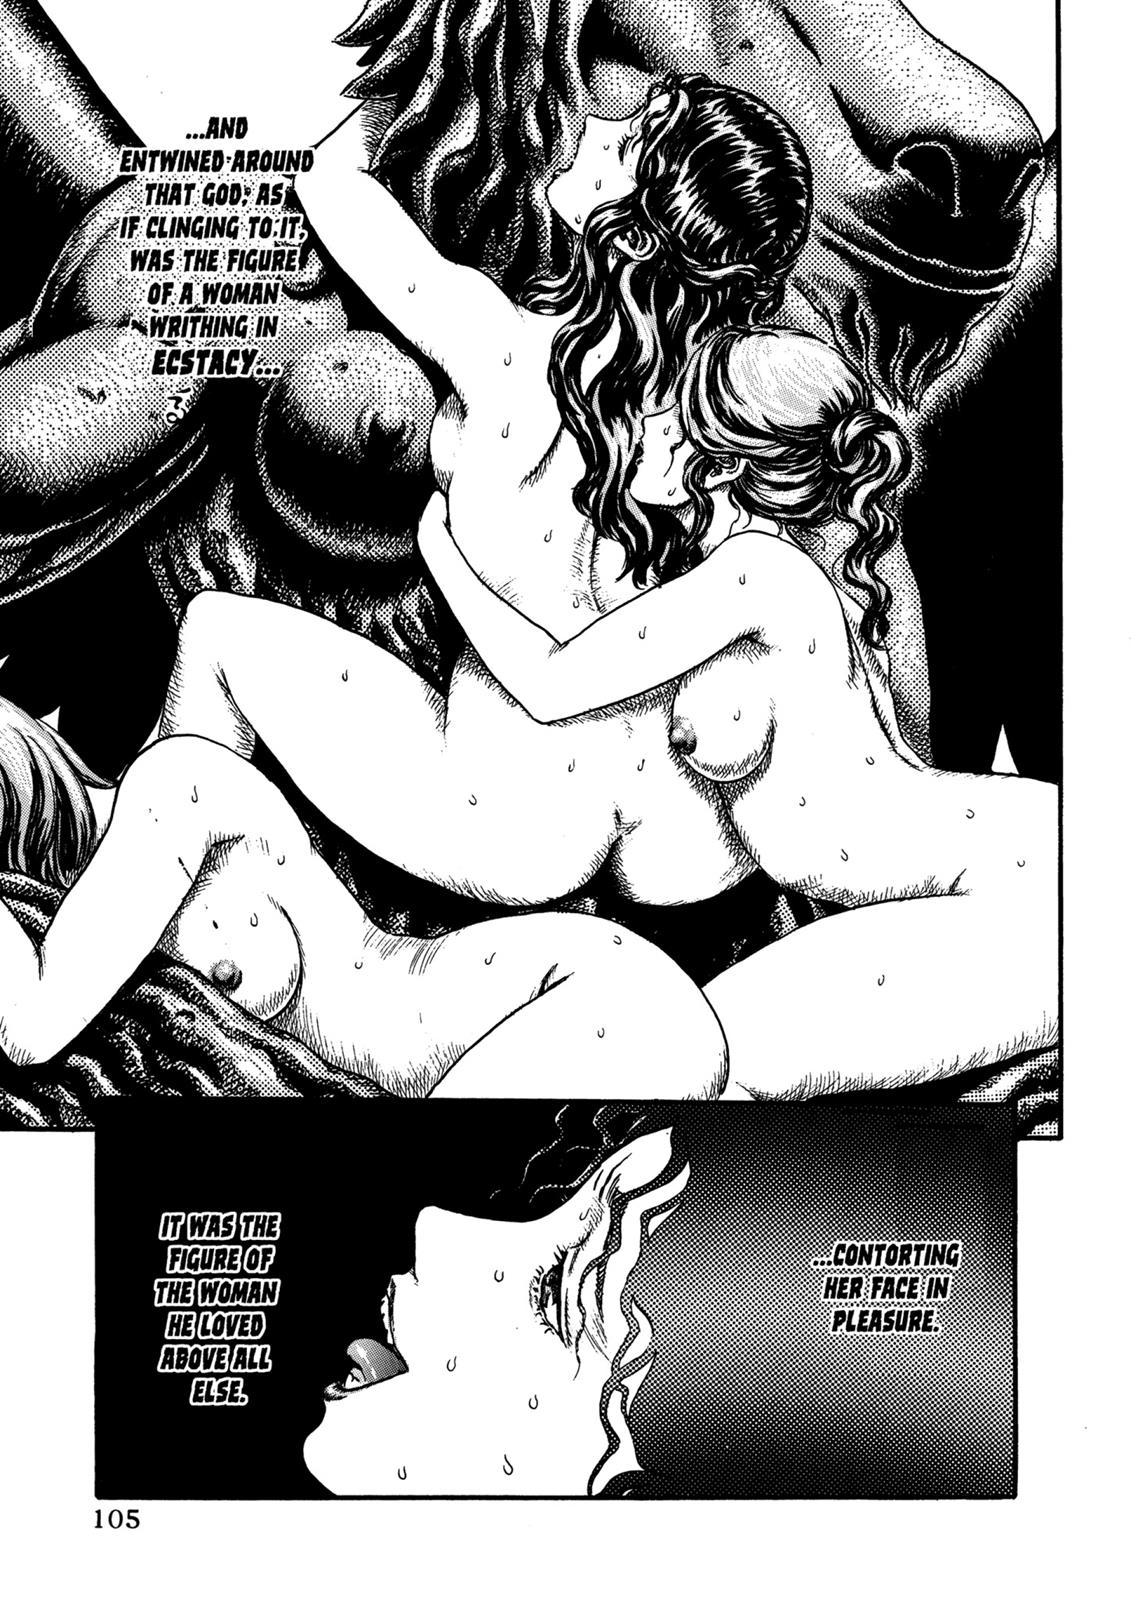 ...AND
ENTWINED AROUND
THAT GOD, AS
IF CLINGING TO IT,
WAS THE FIGURE
OF A WOMAN
WRITHING IN
ECSTACY...
...CONTORTING
HER FACE IN
PLEASURE.
IT WAS THE
FIGURE OF
THE WOMAN
HE LOVED
ABOVE ALL
ELSE.
105